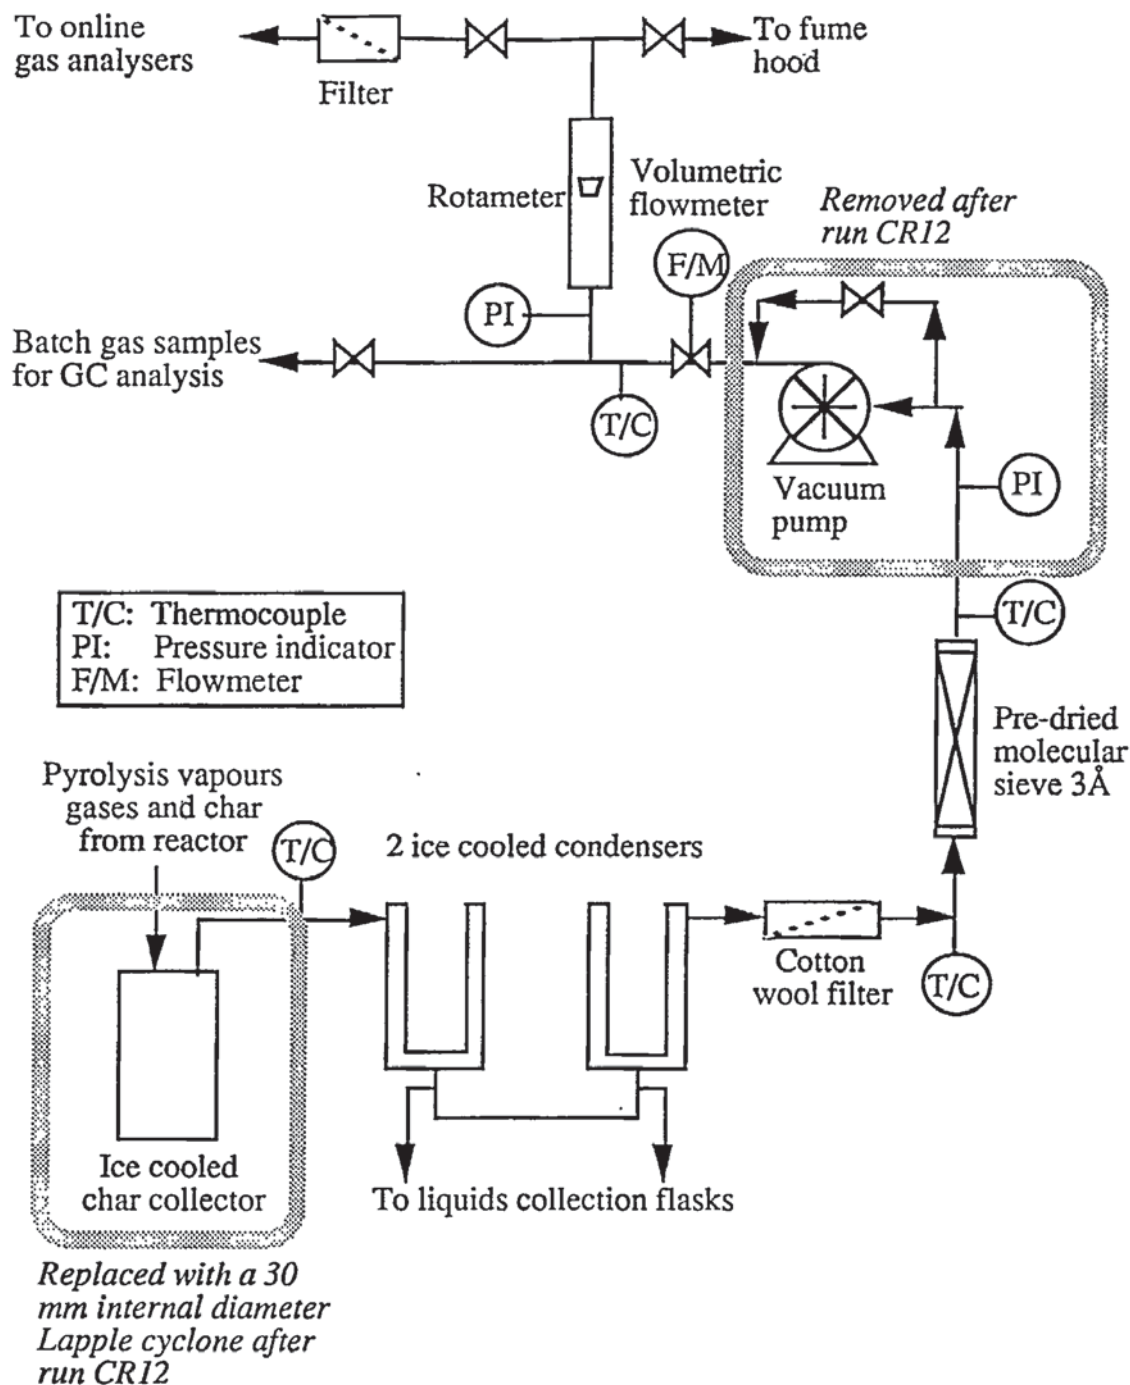 To online
gas analysers
Filter
To fume
hood
Rotameter
Volumetric
flowmeter
F/M
Removed after
run CR12
PI
Batch gas samples
for GC analysis
T/C
Vacuum
pump
PI
T/C: Thermocouple
PI: Pressure indicator
F/M: Flowmeter
T/C
Pre-dried
molecular
sieve 3Å
Pyrolysis vapours
gases and char
from reactor
T/C
2 ice cooled condensers
Cotton
wool filter
T/C
Ice cooled
char collector
To liquids collection flasks
Replaced with a 30
mm internal diameter
Lapple cyclone after
run CR12